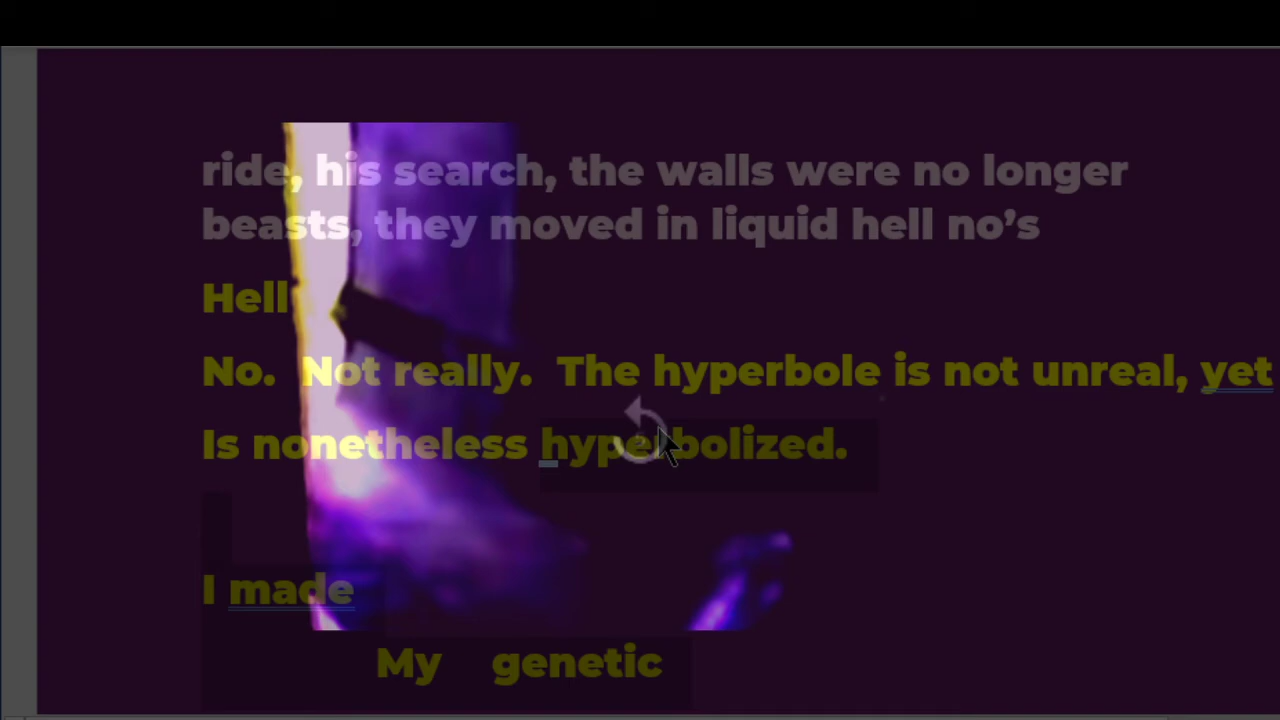 ride, his search, the walls were no longer
beasts, they moved in liquid hell no’s
Hell
No. Not really. The hyperbole is not unreal, yet
Is nonetheless hyperbolized.
I made
My genetic